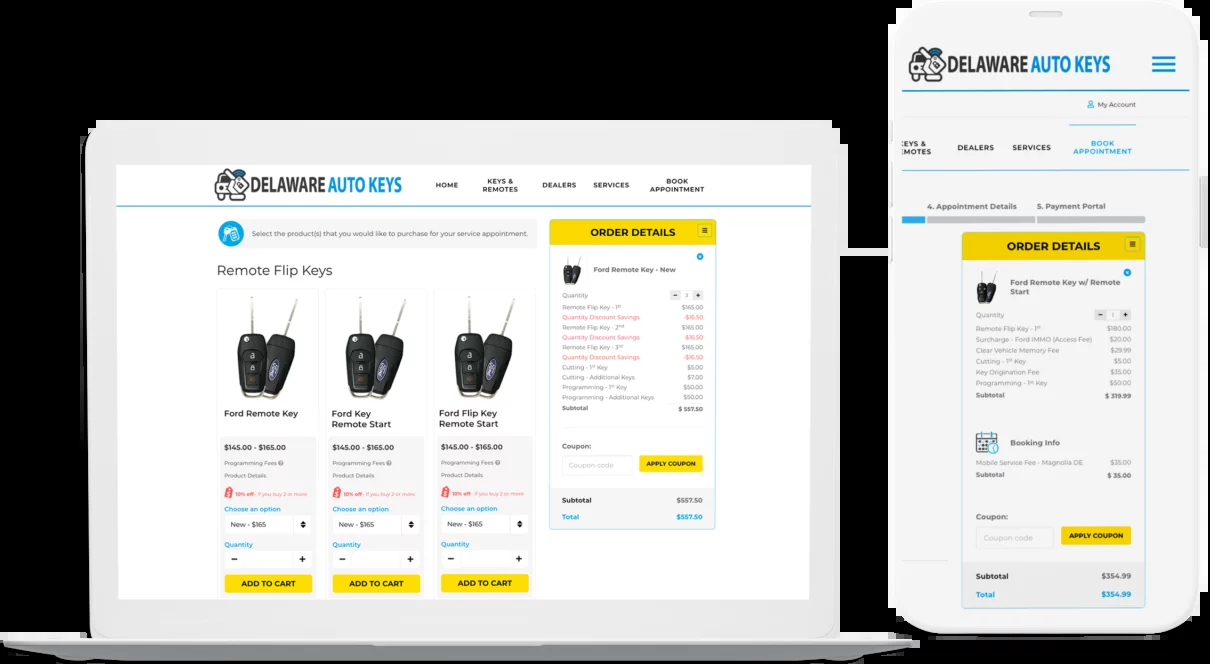 DELAWARE AUTO KEYS
HOME
KEYS &
REMOTES
DEALERS
SERVICES
BOOK
APPOINTMENT
Select the product(s) that you would like to purchase for your service appointment.
Remote Flip Keys
Ford Remote Key
$145.00 - $165.00
Programming Fees
Product Details
10% off - if you buy 2 or more
Choose an option
New - $165
Quantity
− +
ADD TO CART
Ford Key
Remote Start
$145.00 - $165.00
Programming Fees
Product Details
10% off - if you buy 2 or more
Choose an option
New - $165
Quantity
− +
ADD TO CART
Ford Flip Key
Remote Start
$145.00 - $165.00
Programming Fees
Product Details
10% off - if you buy 2 or more
Choose an option
New - $165
Quantity
− +
ADD TO CART
ORDER DETAILS
Ford Remote Key - New
Quantity − 3 +
Remote Flip Key - 1st $165.00
Quantity Discount Savings -$16.50
Remote Flip Key - 2nd $165.00
Quantity Discount Savings -$16.50
Remote Flip Key - 3rd $165.00
Quantity Discount Savings -$16.50
Cutting - 1st Key $5.00
Cutting - Additional Keys $7.00
Programming - 1st Key $50.00
Programming - Additional Keys $50.00
Subtotal $ 557.50
Coupon:
Coupon code APPLY COUPON
Subtotal $557.50
Total $557.50
DELAWARE AUTO KEYS
My Account
KEYS &
REMOTES
DEALERS
SERVICES
BOOK
APPOINTMENT
4. Appointment Details 5. Payment Portal
ORDER DETAILS
Ford Remote Key w/ Remote
Start
Quantity − 1 +
Remote Flip Key - 1st $180.00
Surcharge - Ford IMMO (Access Fee) $20.00
Clear Vehicle Memory Fee $29.99
Cutting - 1st Key $5.00
Key Origination Fee $35.00
Programming - 1st Key $50.00
Subtotal $ 319.99
Booking Info
Mobile Service Fee - Magnolia DE $35.00
Subtotal $ 35.00
Coupon:
Coupon code APPLY COUPON
Subtotal $354.99
Total $354.99